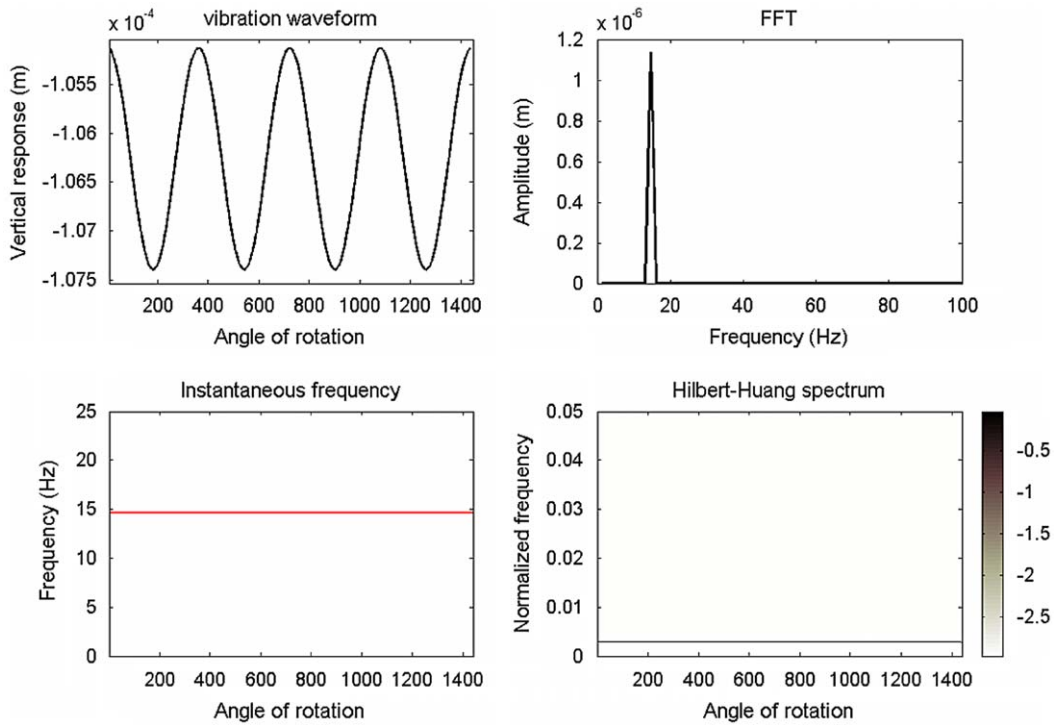 x 10⁻⁴
vibration waveform
Vertical response (m)
-1.055
-1.06
-1.065
-1.07
-1.075
200 400 600 800 1000 1200 1400
Angle of rotation
x 10⁻⁶
FFT
Amplitude (m)
1.2
1
0.8
0.6
0.4
0.2
0
0 20 40 60 80 100
Frequency (Hz)
Instantaneous frequency
Frequency (Hz)
25
20
15
10
5
0
200 400 600 800 1000 1200 1400
Angle of rotation
Hilbert-Huang spectrum
Normalized frequency
0.05
0.04
0.03
0.02
0.01
0
200 400 600 800 1000 1200 1400
Angle of rotation
-0.5
-1
-1.5
-2
-2.5